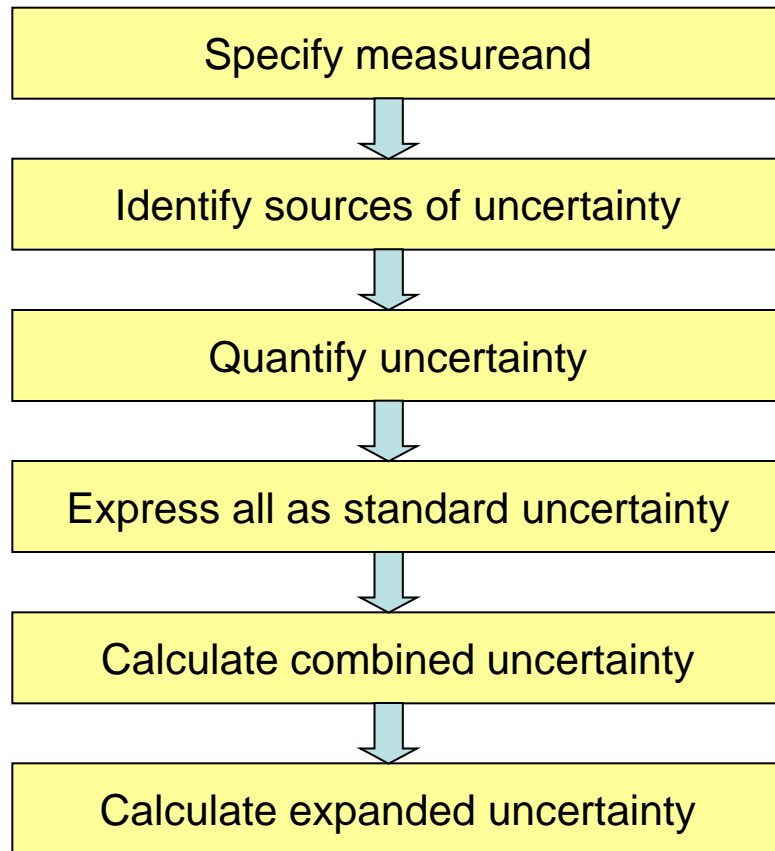 Specify measureand
Identify sources of uncertainty
Quantify uncertainty
Express all as standard uncertainty
Calculate combined uncertainty
Calculate expanded uncertainty